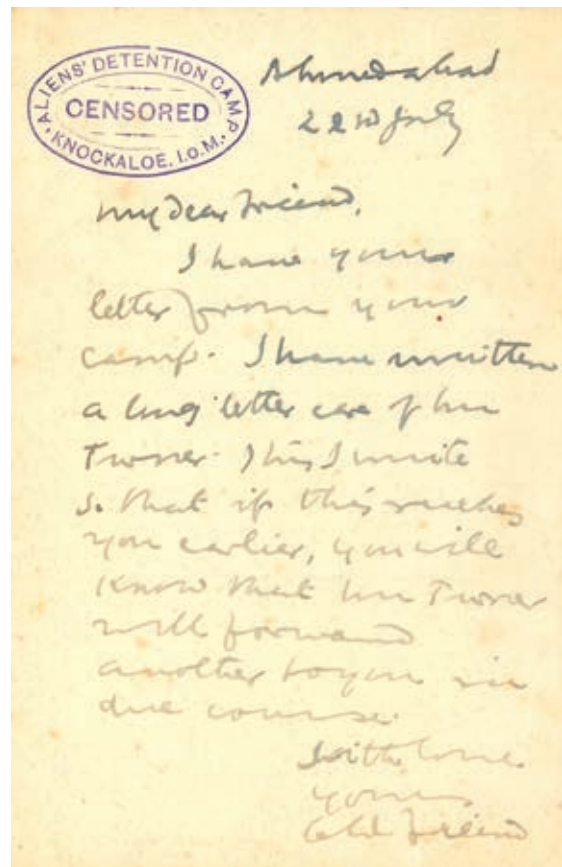 ALIENS' DETENTION CAMP
CENSORED
KNOCKALOE. I.O.M.
Ahmedabad
22nd July
My dear friend,
I have your
letter from your
camp. I have written
a long letter care of Mr
Turner. This I write
so that if this reaches
you earlier, you will
know that Mr Turner
will forward
another to you in
due course.
With love
yours
Old friend